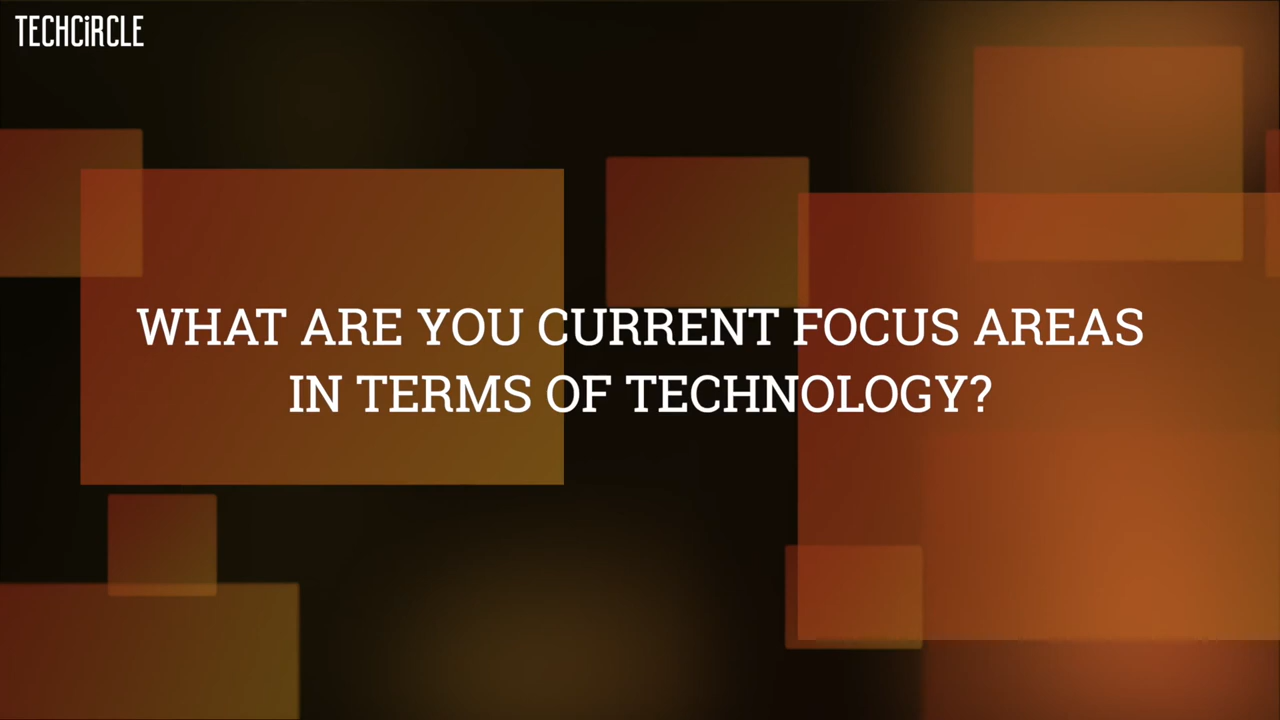 TECHCiRCLE
WHAT ARE YOU CURRENT FOCUS AREAS
IN TERMS OF TECHNOLOGY?